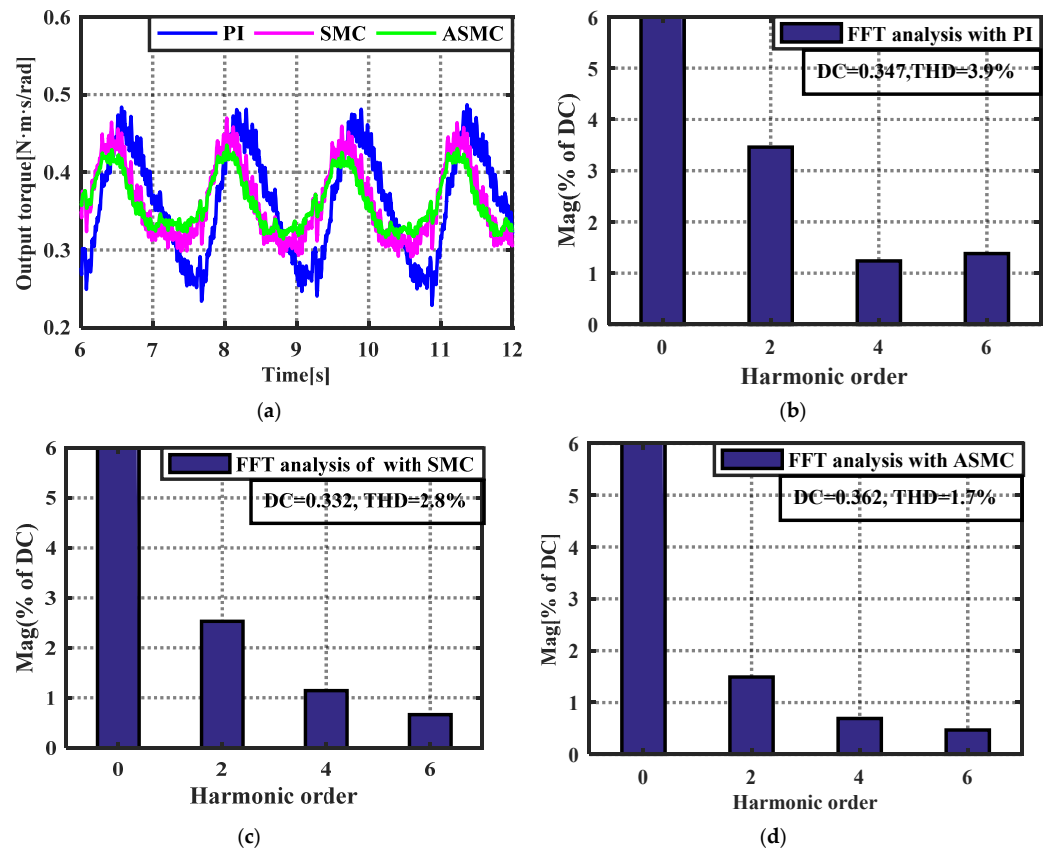 PI SMC ASMC
0.6
0.5
0.4
0.3
0.2
Output torque[N·m·s/rad]
6 7 8 9 10 11 12
Time[s]
(a)
FFT analysis with PI
DC=0.347,THD=3.9%
6
5
4
3
2
1
0
Mag(% of DC)
0 2 4 6
Harmonic order
(b)
FFT analysis of with SMC
DC=0.332, THD=2.8%
6
5
4
3
2
1
0
Mag(% of DC)
0 2 4 6
Harmonic order
(c)
FFT analysis with ASMC
DC=0.362, THD=1.7%
6
5
4
3
2
1
0
Mag[% of DC]
0 2 4 6
Harmonic order
(d)